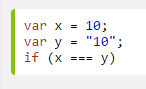 var x = 10;
var y = "10";
if (x === y)